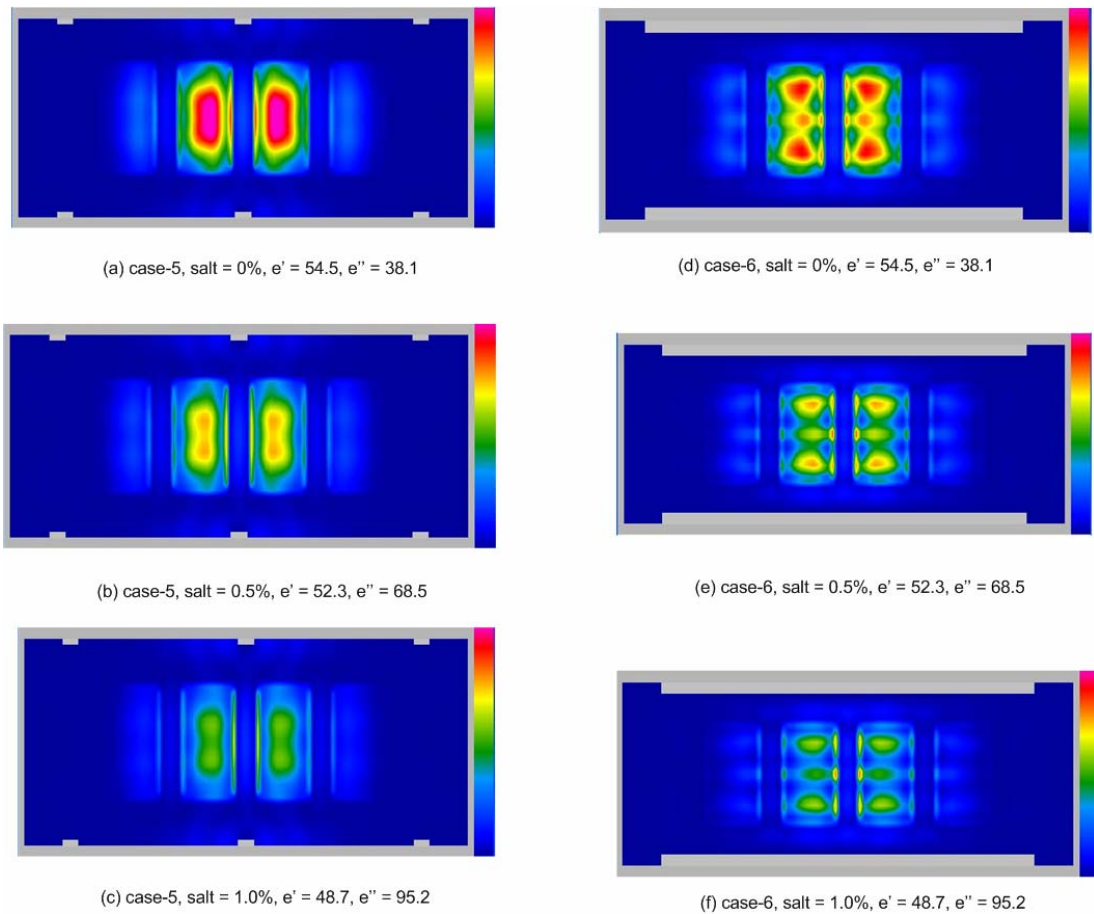 (a) case-5, salt = 0%, e' = 54.5, e'' = 38.1
(d) case-6, salt = 0%, e' = 54.5, e'' = 38.1
(b) case-5, salt = 0.5%, e' = 52.3, e'' = 68.5
(e) case-6, salt = 0.5%, e' = 52.3, e'' = 68.5
(c) case-5, salt = 1.0%, e' = 48.7, e'' = 95.2
(f) case-6, salt = 1.0%, e' = 48.7, e'' = 95.2